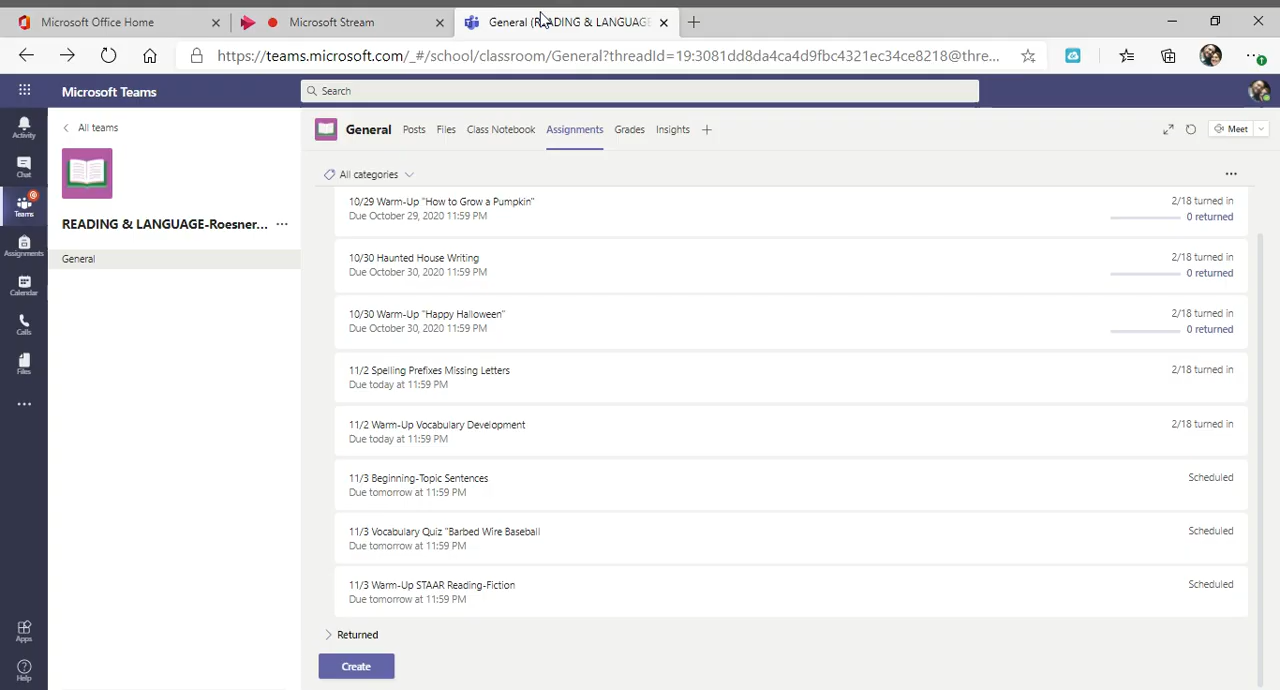 Microsoft Office Home
Microsoft Stream
General (READING & LANGUAGE
https://teams.microsoft.com/_#/school/classroom/General?threadId=19:3081dd8da4ca4d9fbc4321ec34ce8218@thre...
Microsoft Teams
Search
Activity
Chat
Teams
Assignments
Calendar
Calls
Files
Apps
Help
All teams
READING & LANGUAGE-Roesner...
General
General Posts Files Class Notebook Assignments Grades Insights
Meet
All categories
10/29 Warm-Up "How to Grow a Pumpkin"
Due October 29, 2020 11:59 PM
2/18 turned in
0 returned
10/30 Haunted House Writing
Due October 30, 2020 11:59 PM
2/18 turned in
0 returned
10/30 Warm-Up "Happy Halloween"
Due October 30, 2020 11:59 PM
2/18 turned in
0 returned
11/2 Spelling Prefixes Missing Letters
Due today at 11:59 PM
2/18 turned in
11/2 Warm-Up Vocabulary Development
Due today at 11:59 PM
2/18 turned in
11/3 Beginning-Topic Sentences
Due tomorrow at 11:59 PM
Scheduled
11/3 Vocabulary Quiz "Barbed Wire Baseball
Due tomorrow at 11:59 PM
Scheduled
11/3 Warm-Up STAAR Reading-Fiction
Due tomorrow at 11:59 PM
Scheduled
Returned
Create